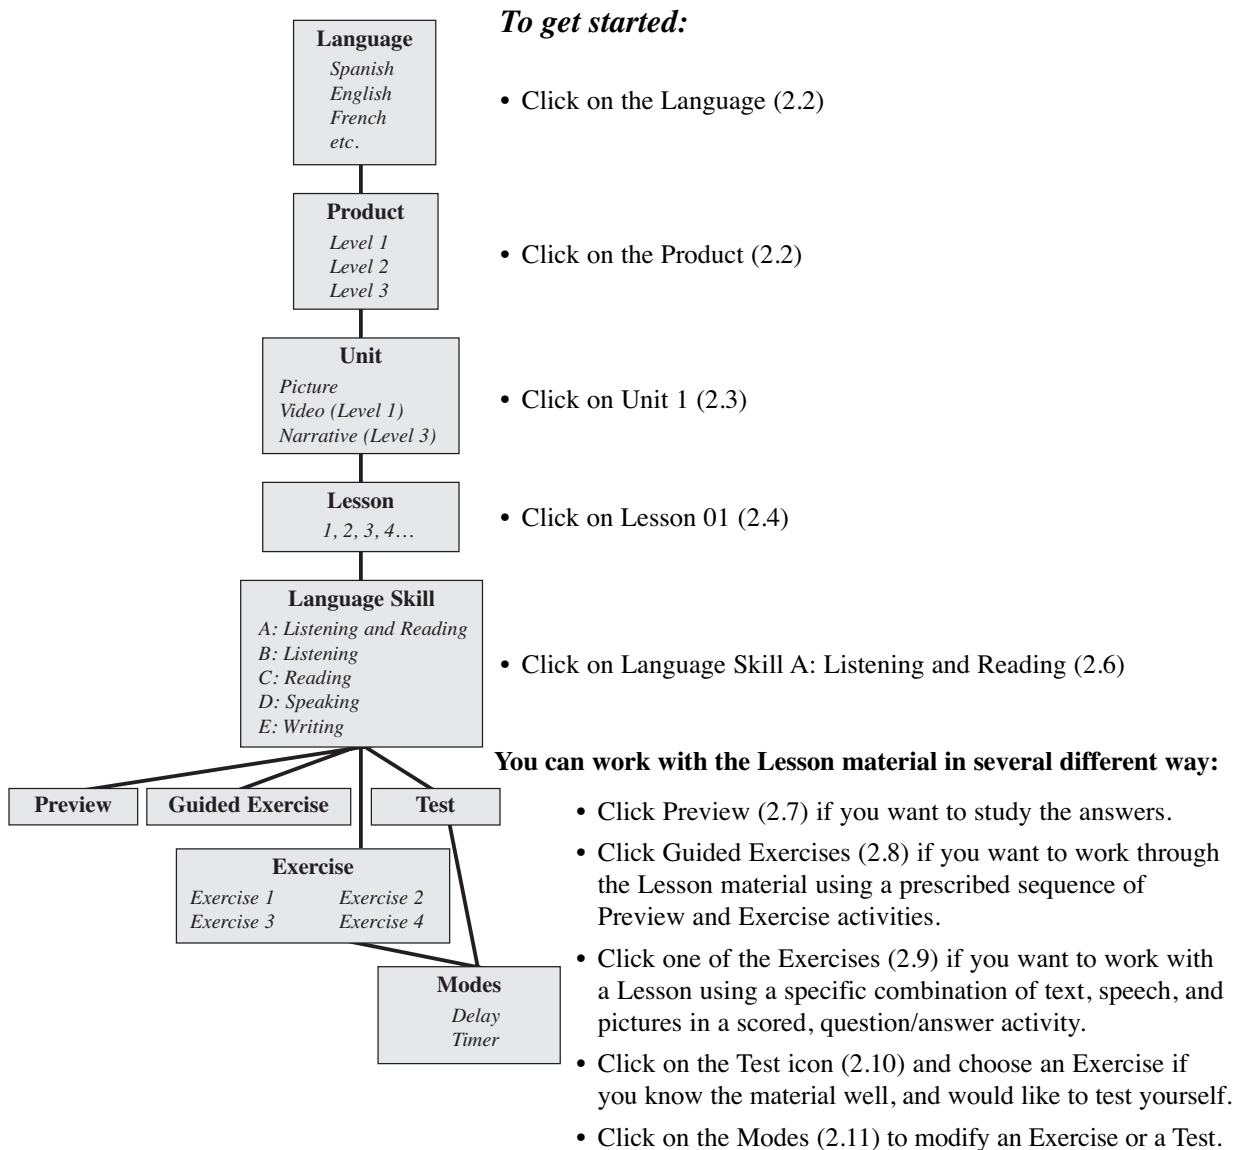 To get started:
Language
Spanish
English
French
etc.
• Click on the Language (2.2)
Product
Level 1
Level 2
Level 3
• Click on the Product (2.2)
Unit
Picture
Video (Level 1)
Narrative (Level 3)
• Click on Unit 1 (2.3)
Lesson
1, 2, 3, 4…
• Click on Lesson 01 (2.4)
Language Skill
A: Listening and Reading
B: Listening
C: Reading
D: Speaking
E: Writing
• Click on Language Skill A: Listening and Reading (2.6)
Preview
Guided Exercise
Test
Exercise
Exercise 1 Exercise 2
Exercise 3 Exercise 4
Modes
Delay
Timer
You can work with the Lesson material in several different way:
• Click Preview (2.7) if you want to study the answers.
• Click Guided Exercises (2.8) if you want to work through
the Lesson material using a prescribed sequence of
Preview and Exercise activities.
• Click one of the Exercises (2.9) if you want to work with
a Lesson using a specific combination of text, speech, and
pictures in a scored, question/answer activity.
• Click on the Test icon (2.10) and choose an Exercise if
you know the material well, and would like to test yourself.
• Click on the Modes (2.11) to modify an Exercise or a Test.